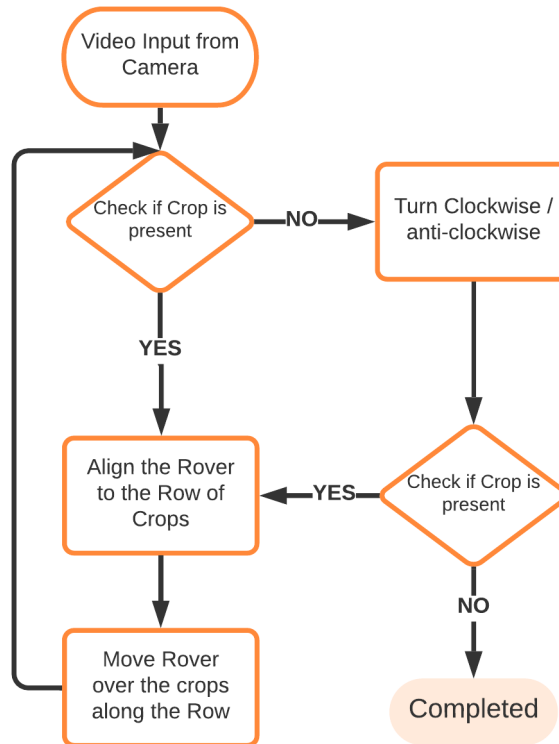 Video Input from
Camera
Check if Crop is
present
NO
Turn Clockwise /
anti-clockwise
YES
Align the Rover
to the Row of
Crops
YES
Check if Crop is
present
NO
Move Rover
over the crops
along the Row
Completed